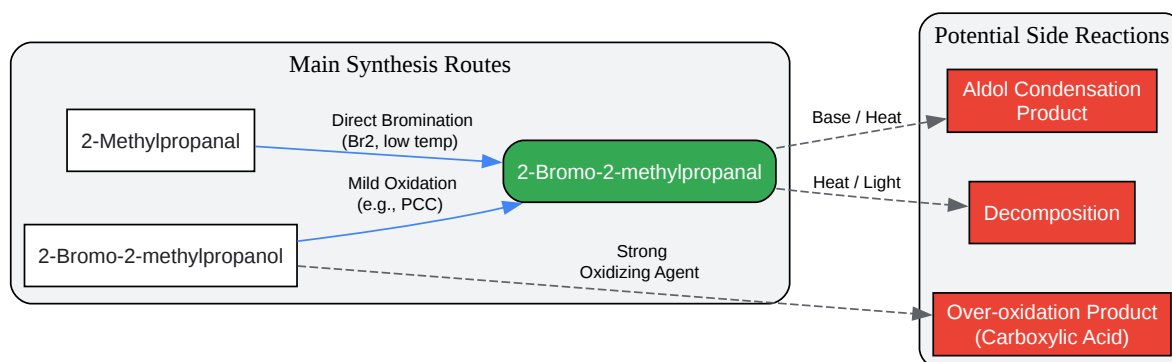 Main Synthesis Routes
2-Methylpropanal
Direct Bromination
(Br2, low temp)
Mild Oxidation
(e.g., PCC)
2-Bromo-2-methylpropanol
2-Bromo-2-methylpropanal
Strong
Oxidizing Agent
Base / Heat
Heat / Light
Potential Side Reactions
Aldol Condensation
Product
Decomposition
Over-oxidation Product
(Carboxylic Acid)